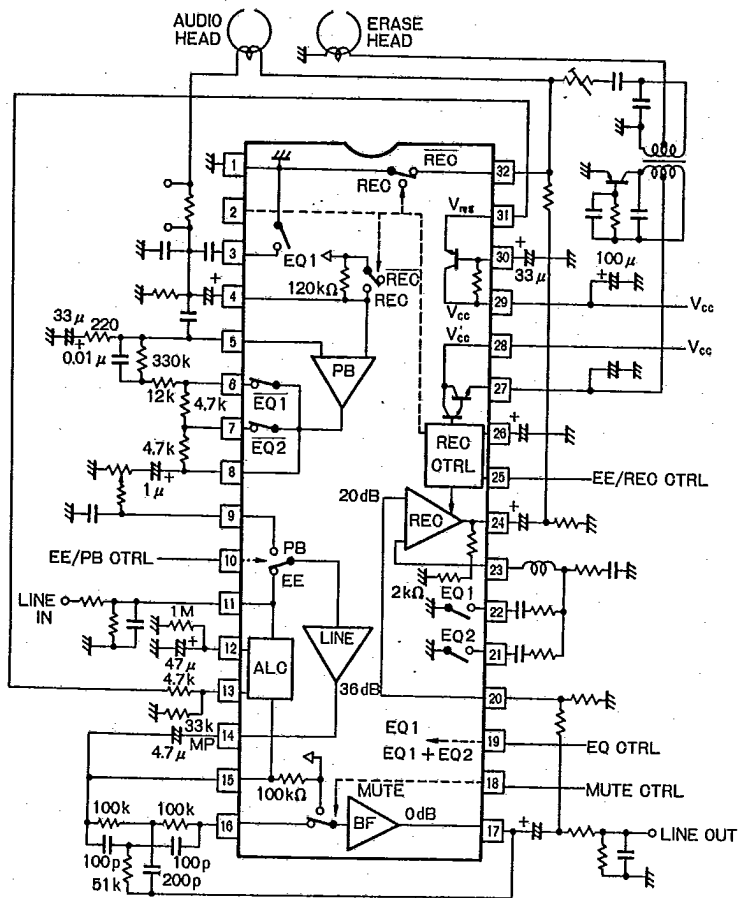 AUDIO HEAD
ERASE HEAD
1
2
3
4
5
6
7
8
9
10
11
12
13
14
15
16
17
18
19
20
21
22
23
24
25
26
27
28
29
30
31
32
REC
REC
EQ1
120kΩ
REC
REC
Vreg
+
33μ
100μ
+
Vcc
Vcc
Vcc'
Vcc
+
33μ
+
220
0.01μ
330k
12k
4.7k
4.7k
1μ
+
PB
EQ1
EQ2
REC CTRL
+
+
EE/REC CTRL
20dB
REC
+
2kΩ
EQ1
EQ2
EE/PB CTRL
PB
EE
LINE IN
1M
47μ
+
4.7k
33k
MP
4.7μ
ALC
LINE
36dB
EQ1
EQ1+EQ2
EQ CTRL
MUTE CTRL
100kΩ
MUTE
BF
0dB
+
LINE OUT
100k
100k
100p
100p
51k
200p